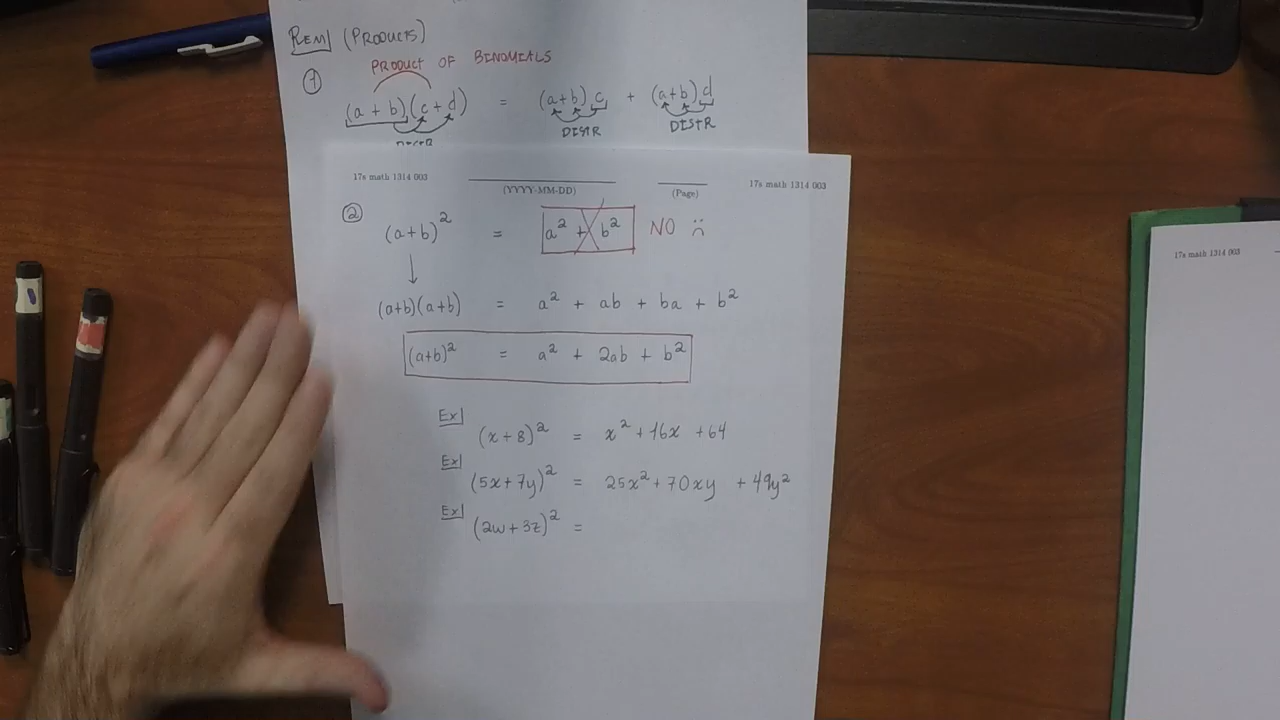 REM (PRODUCTS)
PRODUCT OF BINOMIALS
① (a + b)(c + d) = (a+b) c + (a+b) d
DISTR DISTR
17s math 1314 003 (YYYY-MM-DD) (Page) 17s math 1314 003
② (a+b)² = a² + b² NO
(a+b)(a+b) = a² + ab + ba + b²
(a+b)² = a² + 2ab + b²
Ex (x+8)² = x² + 16x + 64
Ex (5x+7y)² = 25x² + 70xy + 49y²
Ex (2w+3z)² =
17s math 1314 003